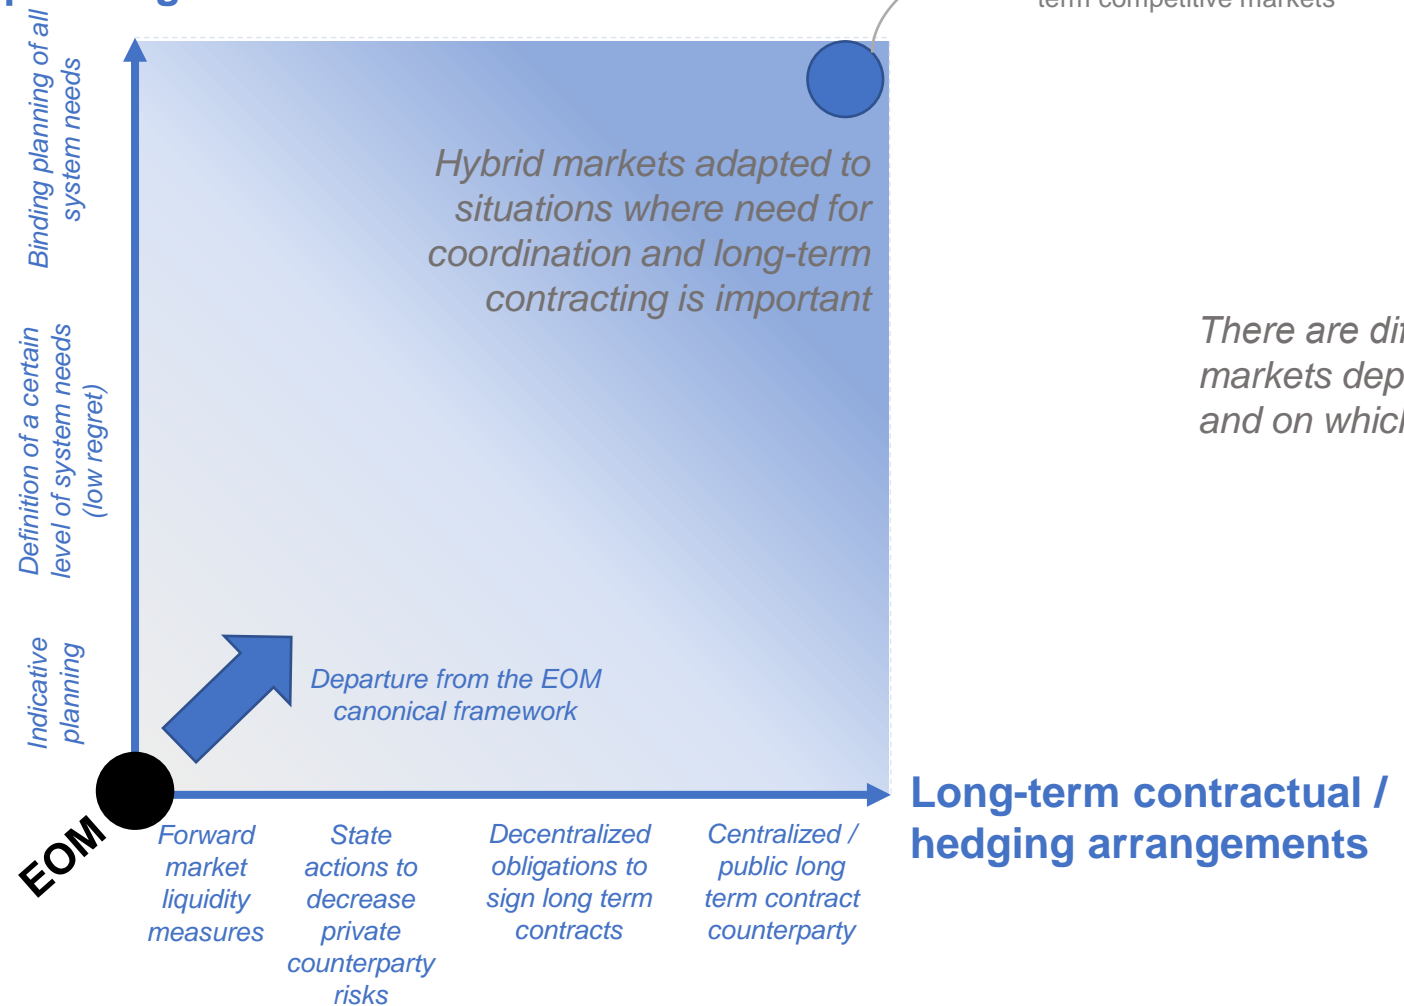 term competitive markets
Binding planning of all
system needs
Hybrid markets adapted to
situations where need for
coordination and long-term
contracting is important
There are
markets
and on
Definition of a certain
level of system needs
(low regret)
Indicative
planning
Departure from the EOM
canonical framework
EOM
Long-term contractual /
hedging arrangements
Forward
market
liquidity
measures
State
actions to
decrease
private
counterparty
risks
Decentralized
obligations to
sign long term
contracts
Centralized /
public long
term contract
counterparty